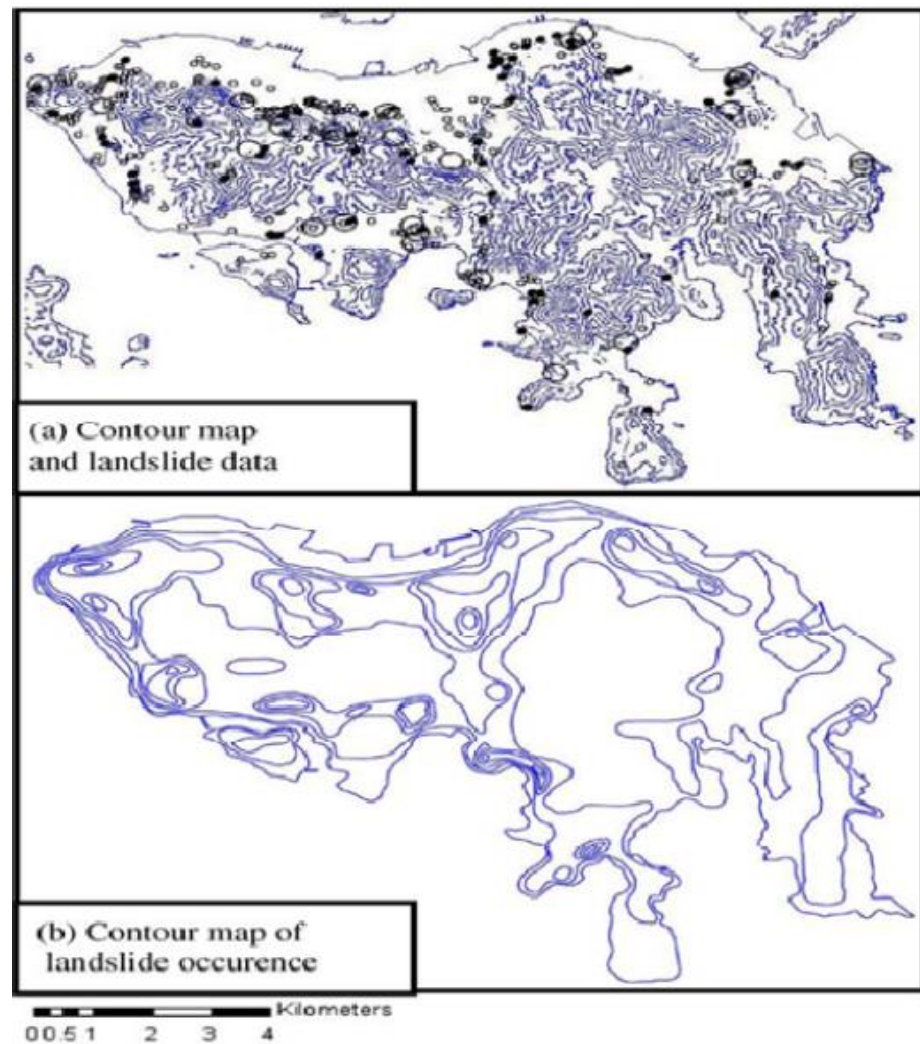 (a) Contour map
and landslide data
(b) Contour map of
landslide occurence
Kilometers
0 0.5 1 2 3 4